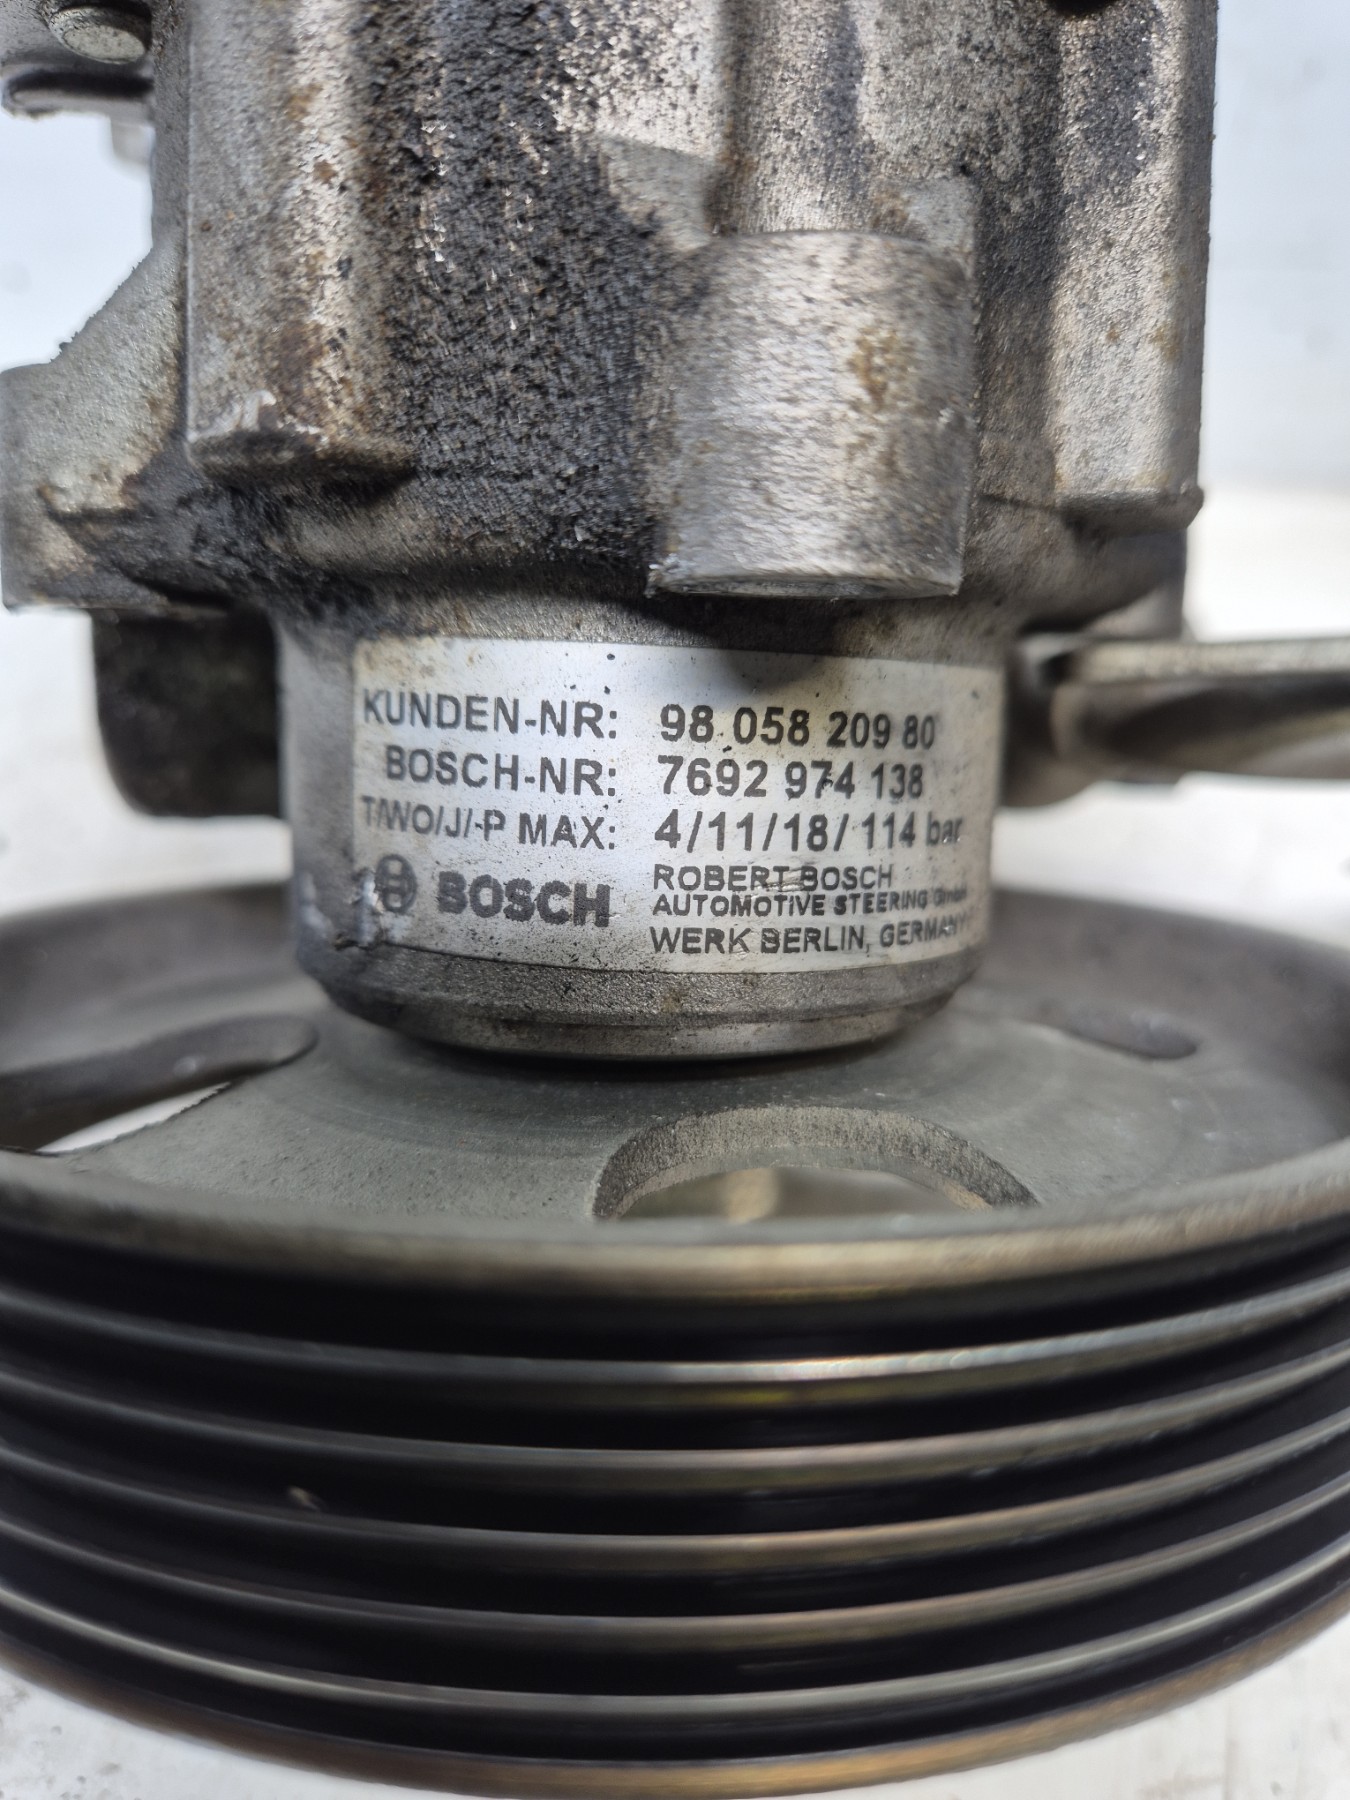 KUNDEN-NR: 98 058 209 80
BOSCH-NR: 7692 974 138
T/WO/J/-P MAX: 4/11/18/ 114 bar
BOSCH
ROBERT BOSCH
AUTOMOTIVE STEERING GmbH
WERK BERLIN, GERMANY